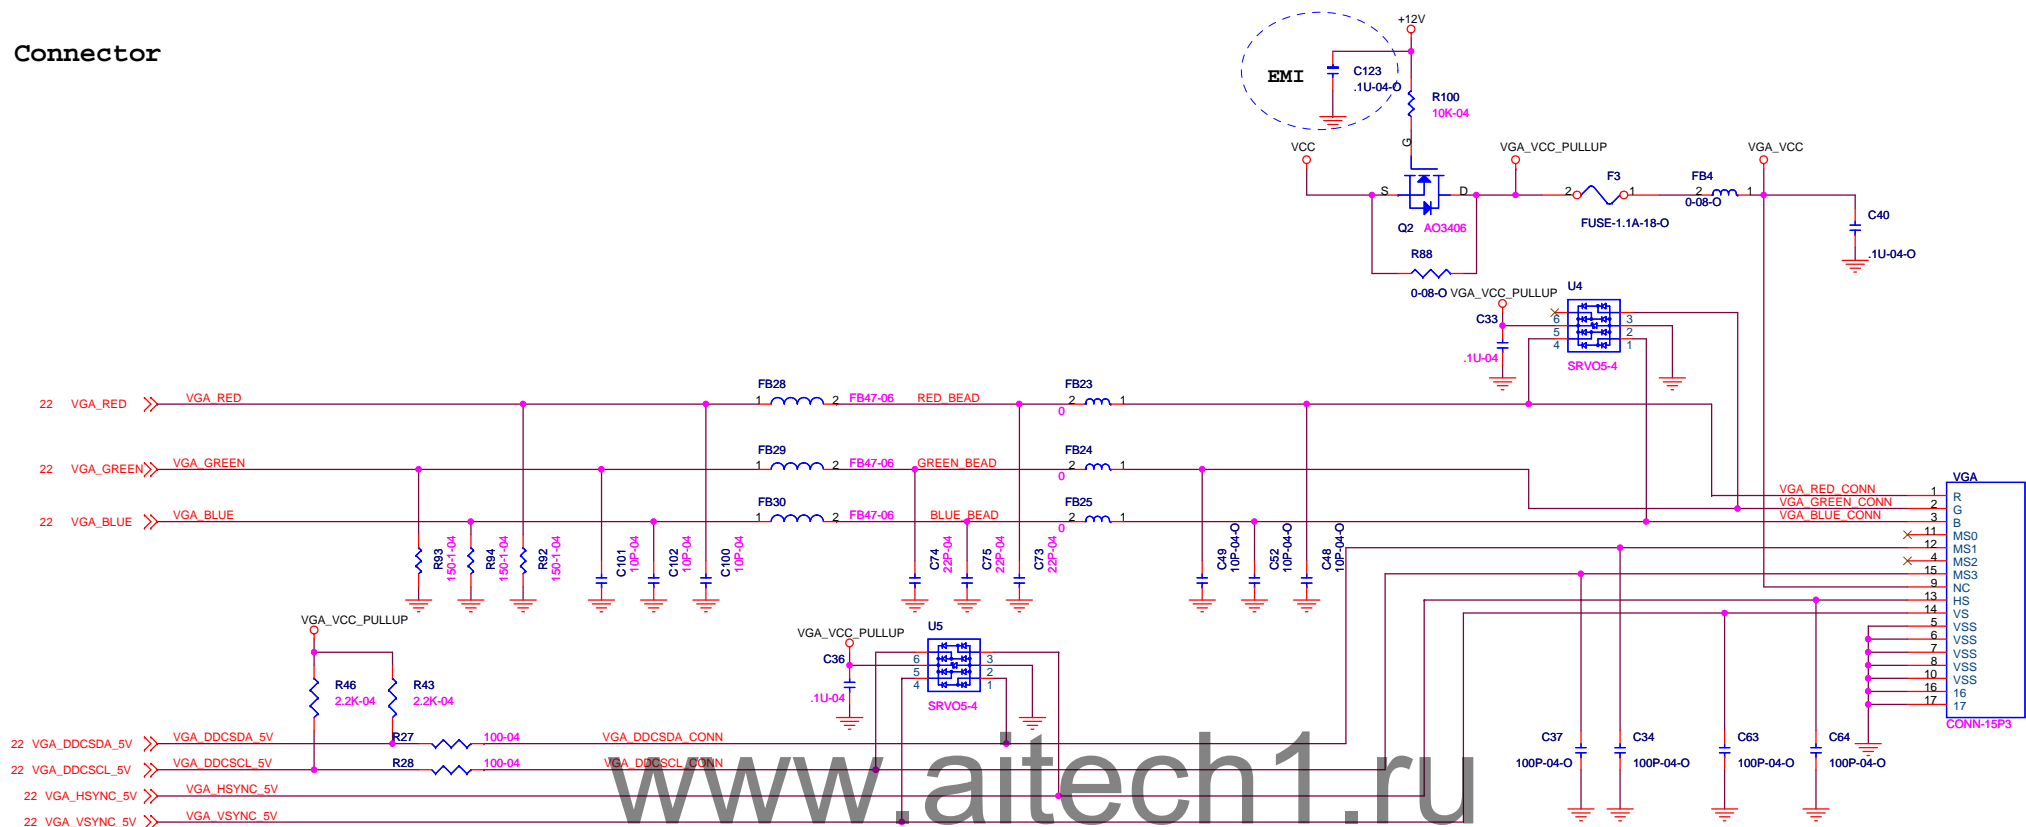 Connector
+12V
EMI
C123
.1U-04-O
R100
10K-04
G
VCC
VGA_VCC_PULLUP
VGA_VCC
S
D
Q2 AO3406
2
F3
1
FUSE-1.1A-18-O
FB4
2
1
0-08-O
C40
.1U-04-O
R88
0-08-O
VGA_VCC_PULLUP
U4
C33
.1U-04
6
5
4
3
2
1
SRVO5-4
22 VGA_RED
VGA_RED
FB28
1
2
FB47-06
RED_BEAD
FB23
2
1
0
22 VGA_GREEN
VGA_GREEN
FB29
1
2
FB47-06
GREEN_BEAD
FB24
2
1
0
22 VGA_BLUE
VGA_BLUE
FB30
1
2
FB47-06
BLUE_BEAD
FB25
2
1
0
R93
150-1-04
R94
150-1-04
R92
150-1-04
C101
10P-04
C102
10P-04
C100
10P-04
C74
22P-04
C75
22P-04
C73
22P-04
C49
10P-04-O
C52
10P-04-O
C48
10P-04-O
VGA
VGA_RED_CONN
1
R
VGA_GREEN_CONN
2
G
VGA_BLUE_CONN
3
B
11
MS0
12
MS1
4
MS2
15
MS3
9
NC
13
HS
14
VS
5
VSS
6
VSS
7
VSS
8
VSS
10
VSS
16
16
17
17
CONN-15P3
VGA_VCC_PULLUP
R46
2.2K-04
R43
2.2K-04
VGA_VCC_PULLUP
U5
C36
.1U-04
6
5
4
3
2
1
SRVO5-4
22 VGA_DDCSDA_5V
VGA_DDCSDA_5V
R27
100-04
VGA_DDCSDA_CONN
22 VGA_DDCSCL_5V
VGA_DDCSCL_5V
R28
100-04
VGA_DDCSCL_CONN
22 VGA_HSYNC_5V
VGA_HSYNC_5V
22 VGA_VSYNC_5V
VGA_VSYNC_5V
C37
100P-04-O
C34
100P-04-O
C63
100P-04-O
C64
100P-04-O
www.aitech1.ru